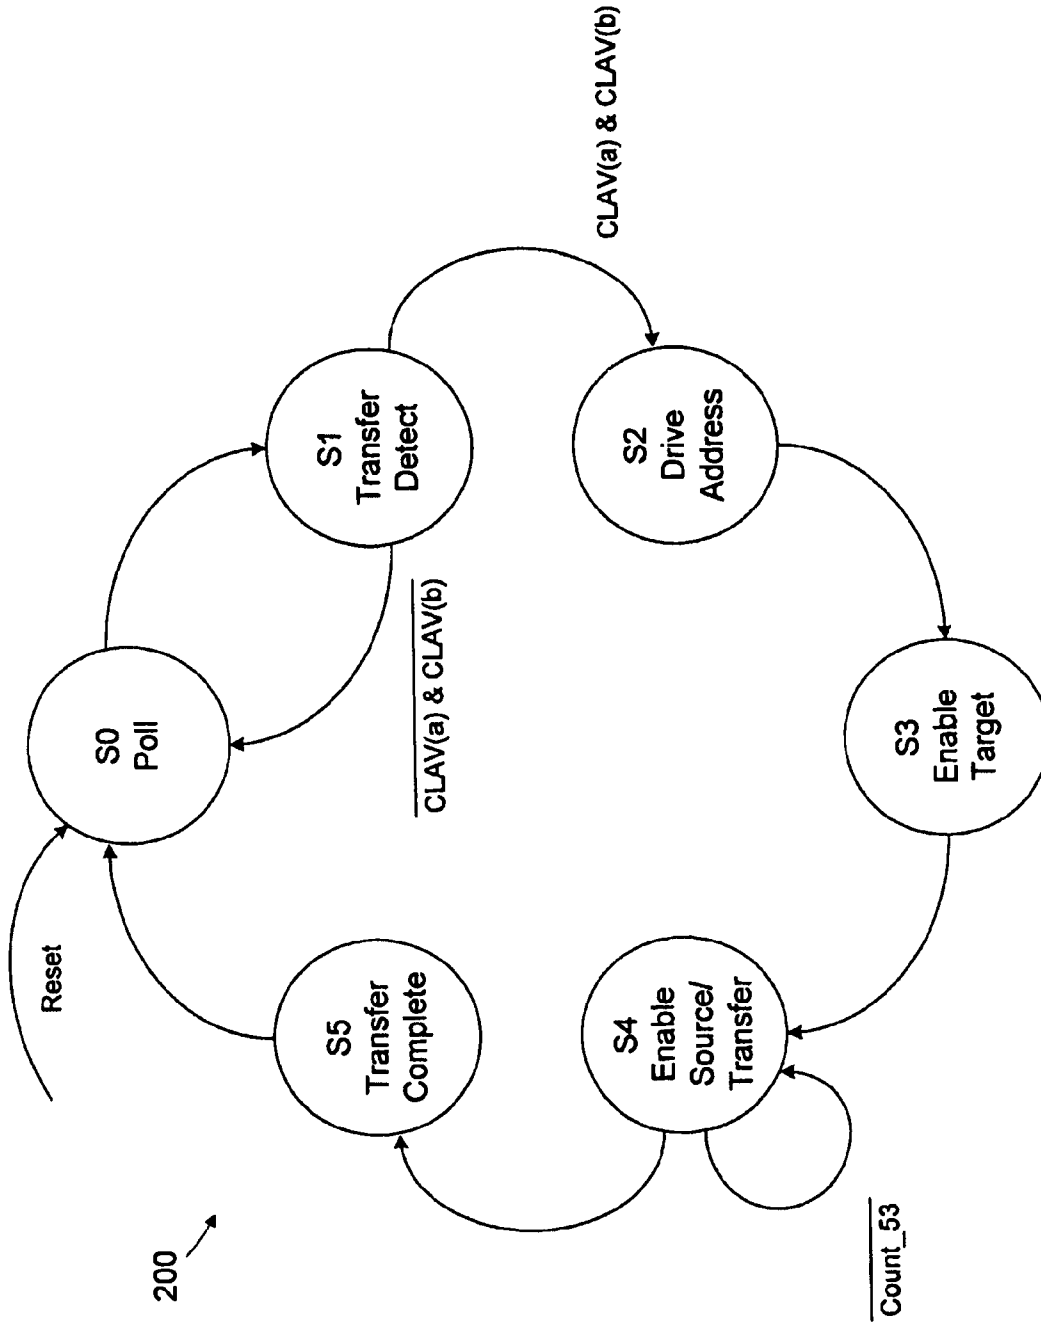 200
Reset
S0
Poll
S1
Transfer
Detect
CLAV(a) & CLAV(b)
CLAV(a) & CLAV(b)
S2
Drive
Address
S3
Enable
Target
S4
Enable
Source/
Transfer
Count_53
S5
Transfer
Complete